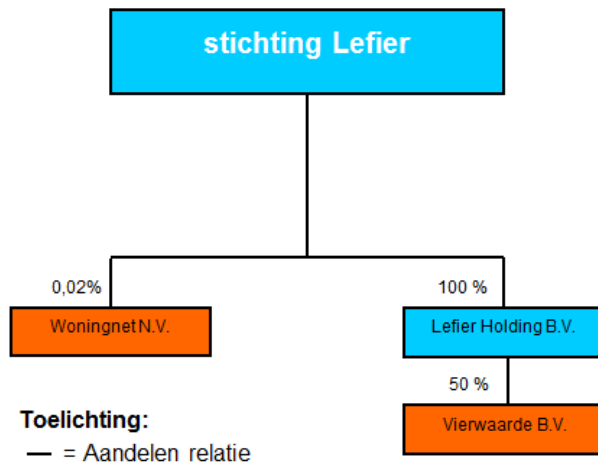 stichting Lefier
0,02%
100 %
Woningnet N.V.
Lefier Holding B.V.
50 %
Vierwaarde B.V.
Toelichting:
— = Aandelen relatie